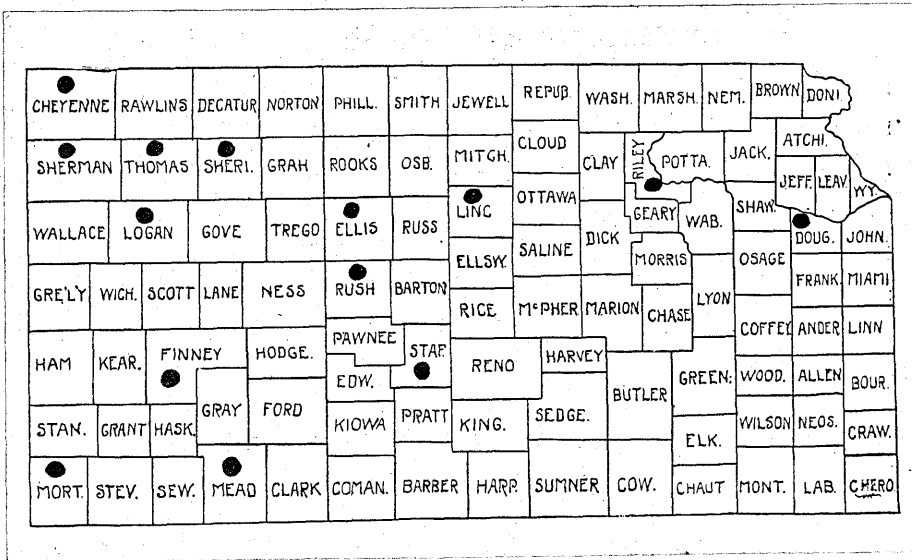 CHEYENNE RAWLINS DECATUR NORTON PHILL. SMITH JEWELL REPUB. WASH. MARSH. NEM. BROWN DONI.
SHERMAN THOMAS SHERI. GRAH ROOKS OSB. MITCH. CLOUD CLAY RILEY POTTA. JACK. ATCHI.
JEFF. LEAV. WY.
WALLACE LOGAN GOVE TREGO ELLIS RUSS LINC OTTAWA DICK GEARY WAB. SHAW. DOUG. JOHN.
ELLSW. SALINE MORRIS OSAGE
GRE'LY WICH. SCOTT LANE NESS RUSH BARTON RICE McPHER MARION CHASE LYON FRANK MIAMI
HAM KEAR. FINNEY HODGE. PAWNEE STAF. RENO HARVEY COFFEY ANDER LINN
EDW. BUTLER GREEN. WOOD. ALLEN BOUR.
STAN. GRANT HASK. GRAY FORD KIOWA PRATT KING. SEDGE. ELK. WILSON NEOS. CRAW.
MORT. STEV. SEW. MEAD CLARK COMAN. BARBER HARP. SUMNER COW. CHAUT MONT. LAB. CHERO.